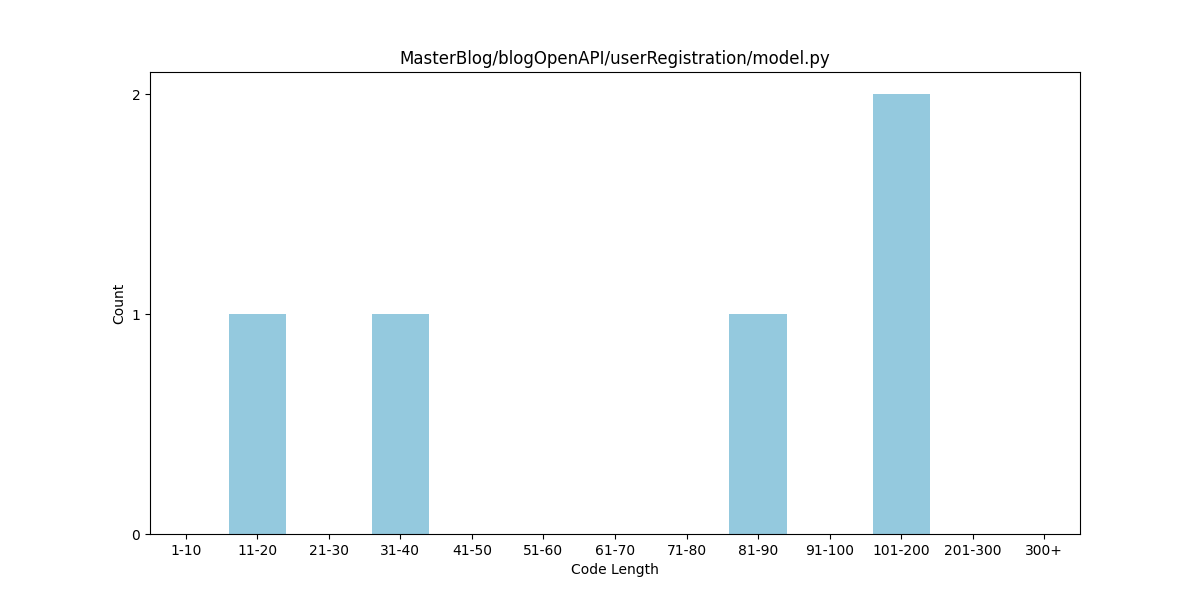 MasterBlog/blogOpenAPI/userRegistration/model.py
2
1
0
Count
1-10 11-20 21-30 31-40 41-50 51-60 61-70 71-80 81-90 91-100 101-200 201-300 300+
Code Length